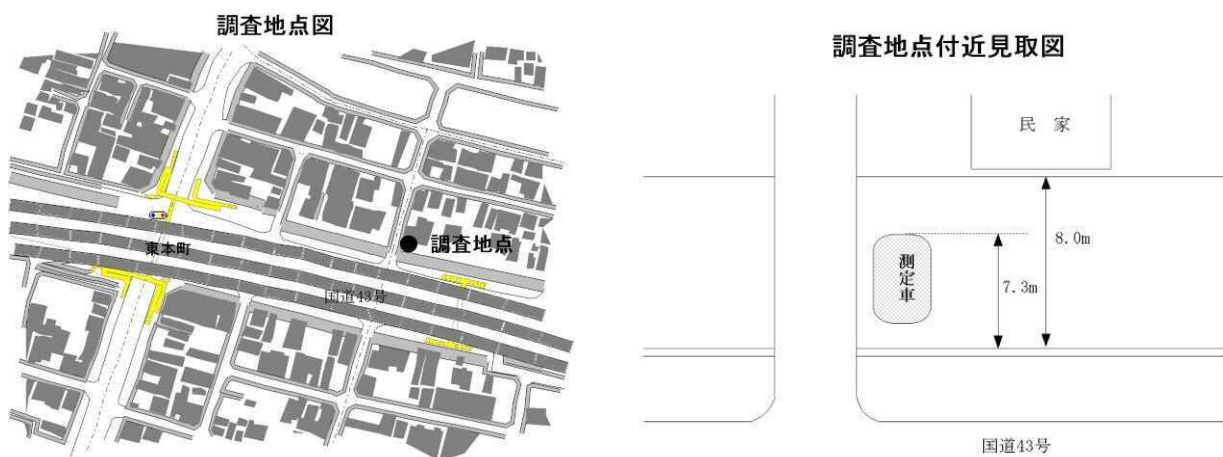 調査地点図
東本町
調査地点
国道43号
調査地点付近見取図
民 家
8.0m
測定車
7.3m
国道43号